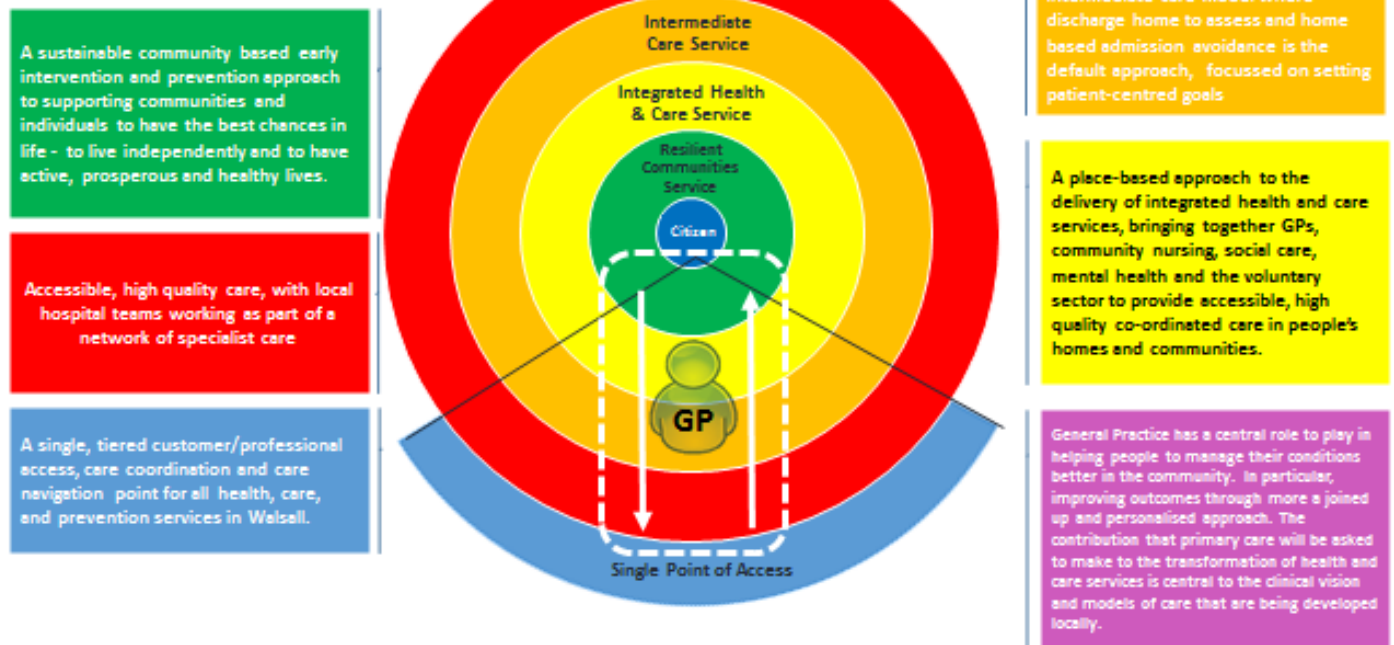 A sustainable community based early
intervention and prevention approach
to supporting communities and
individuals to have the best chances in
life - to live independently and to have
active, prosperous and healthy lives.
Accessible, high quality care, with local
hospital teams working as part of a
network of specialist care
A single, tiered customer/professional
access, care coordination and care
navigation point for all health, care,
and prevention services in Walsall.
Intermediate
Care Service
Integrated Health
& Care Service
Resilient
Communities
Service
Citizen
GP
Single Point of Access
discharge home to assess and home
based admission avoidance is the
default approach, focussed on setting
patient-centred goals
A place-based approach to the
delivery of integrated health and care
services, bringing together GPs,
community nursing, social care,
mental health and the voluntary
sector to provide accessible, high
quality co-ordinated care in people's
homes and communities.
General Practice has a central role to play in
helping people to manage their conditions
better in the community. In particular,
improving outcomes through more a joined
up and personalised approach. The
contribution that primary care will be asked
to make to the transformation of health and
care services is central to the clinical vision
and models of care that are being developed
locally.